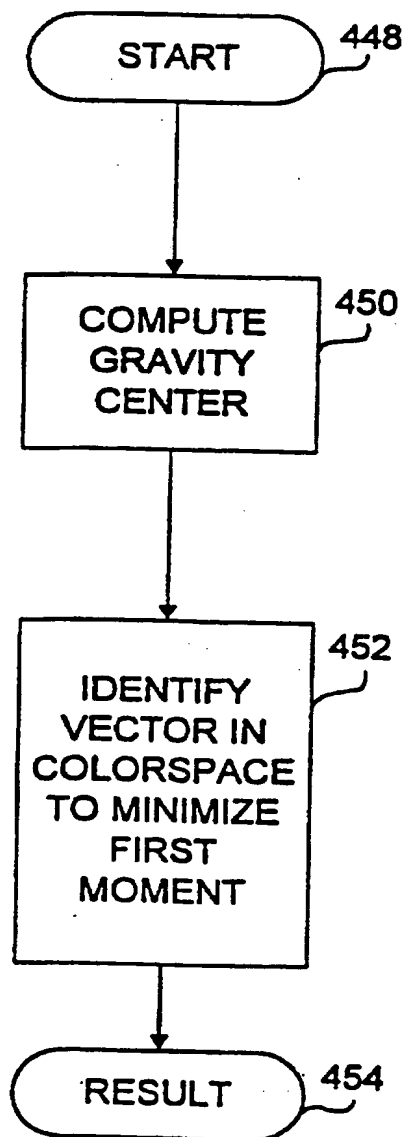 START
448
COMPUTE
GRAVITY
CENTER
450
IDENTIFY
VECTOR IN
COLORSPACE
TO MINIMIZE
FIRST
MOMENT
452
RESULT
454